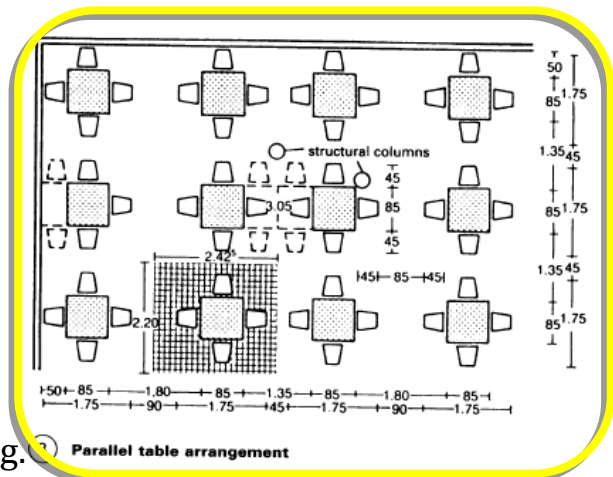 50
85 1.75
structural columns
1.35 45
45
3.05 85 85 1.75
45
2.42⁵
1.35 45
45 85 45
2.20 85 1.75
50 85 1.80 85 1.35 85 1.80 85
1.75 90 1.75 45 1.75 90 1.75
g. Parallel table arrangement